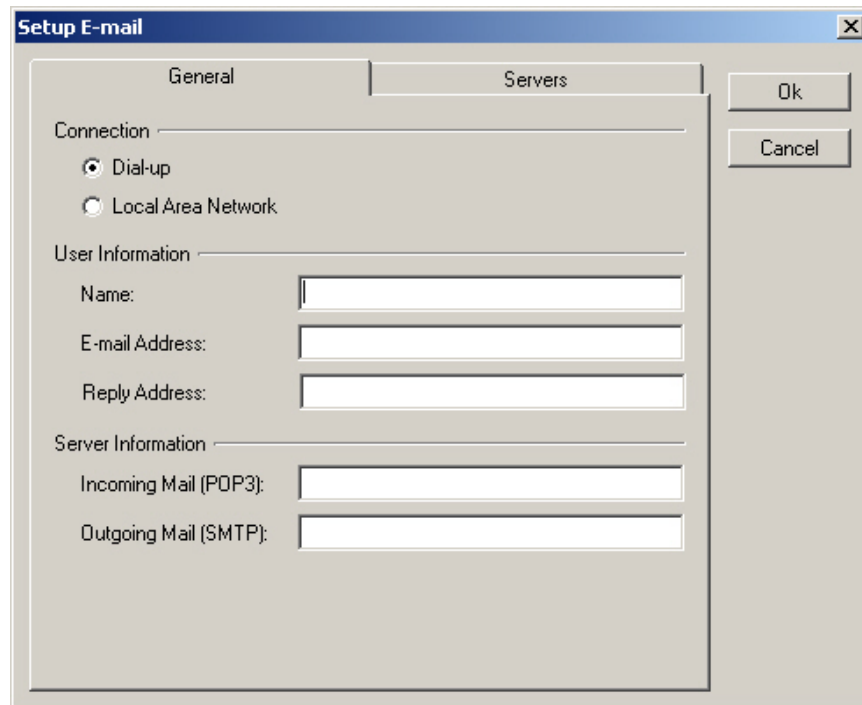 Setup E-mail
General
Servers
Ok
Cancel
Connection
Dial-up
Local Area Network
User Information
Name:
E-mail Address:
Reply Address:
Server Information
Incoming Mail (POP3):
Outgoing Mail (SMTP):